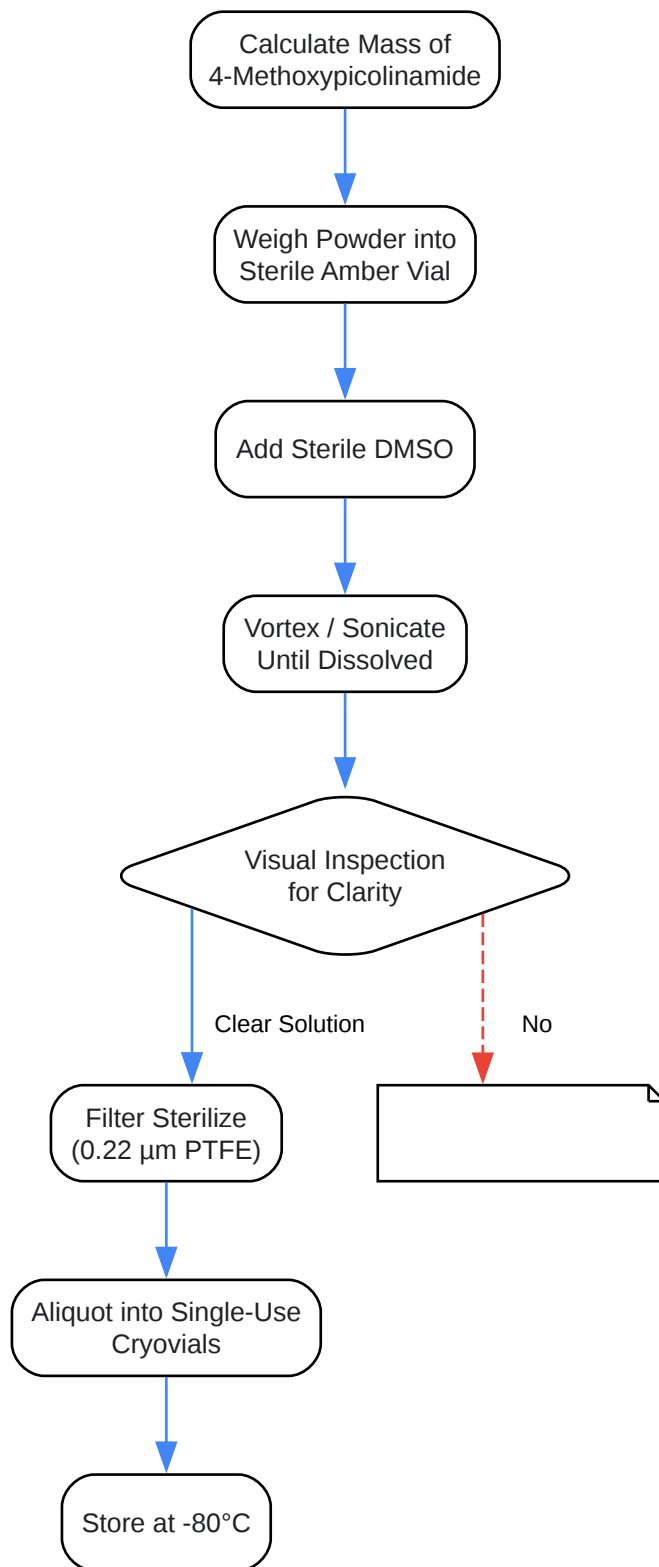 Calculate Mass of
4-Methoxypicolinamide
Weigh Powder into
Sterile Amber Vial
Add Sterile DMSO
Vortex / Sonicate
Until Dissolved
Visual Inspection
for Clarity
Clear Solution
No
Filter Sterilize
(0.22 µm PTFE)
Aliquot into Single-Use
Cryovials
Store at -80°C